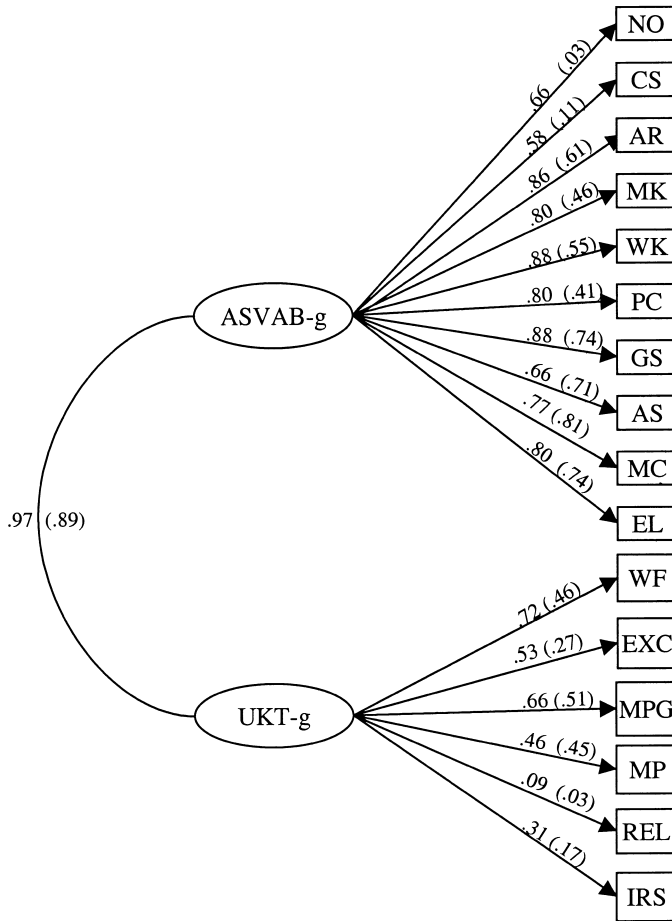 NO
.66 (.03)
CS
.58 (.11)
AR
.86 (.61)
MK
.80 (.46)
WK
.88 (.55)
PC
.80 (.41)
ASVAB-g
GS
.88 (.74)
AS
.66 (.71)
MC
.77 (.81)
EL
.80 (.74)
.97 (.89)
WF
.72 (.46)
EXC
.53 (.27)
MPG
.66 (.51)
UKT-g
MP
.46 (.45)
REL
.09 (.03)
IRS
.31 (.17)